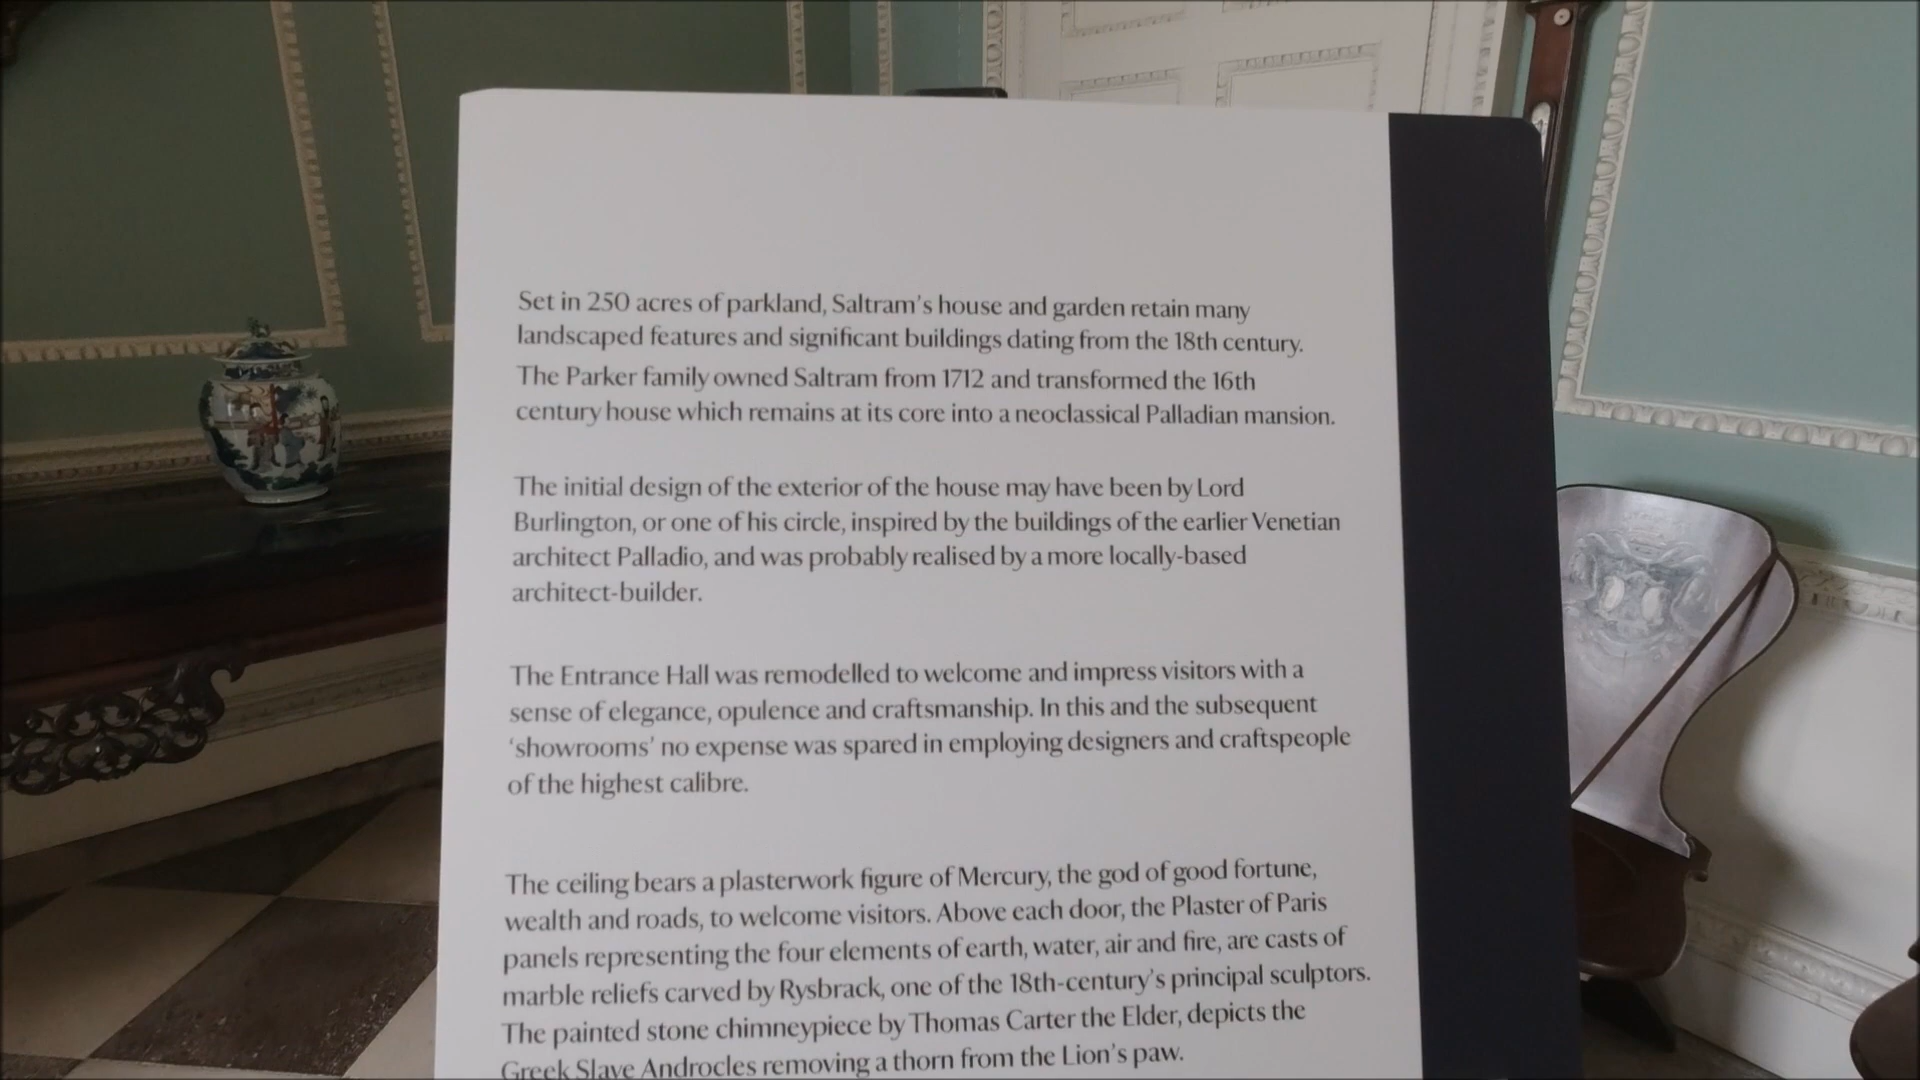 Set in 250 acres of parkland, Saltram's house and garden retain many
landscaped features and significant buildings dating from the 18th century.
The Parker family owned Saltram from 1712 and transformed the 16th
century house which remains at its core into a neoclassical Palladian mansion.
The initial design of the exterior of the house may have been by Lord
Burlington, or one of his circle, inspired by the buildings of the earlier Venetian
architect Palladio, and was probably realised by a more locally-based
architect-builder.
The Entrance Hall was remodelled to welcome and impress visitors with a
sense of elegance, opulence and craftsmanship. In this and the subsequent
'showrooms' no expense was spared in employing designers and craftspeople
of the highest calibre.
The ceiling bears a plasterwork figure of Mercury, the god of good fortune,
wealth and roads, to welcome visitors. Above each door, the Plaster of Paris
panels representing the four elements of earth, water, air and fire, are casts of
marble reliefs carved by Rysbrack, one of the 18th-century's principal sculptors.
The painted stone chimneypiece by Thomas Carter the Elder, depicts the
Greek Slave Androcles removing a thorn from the Lion's paw.